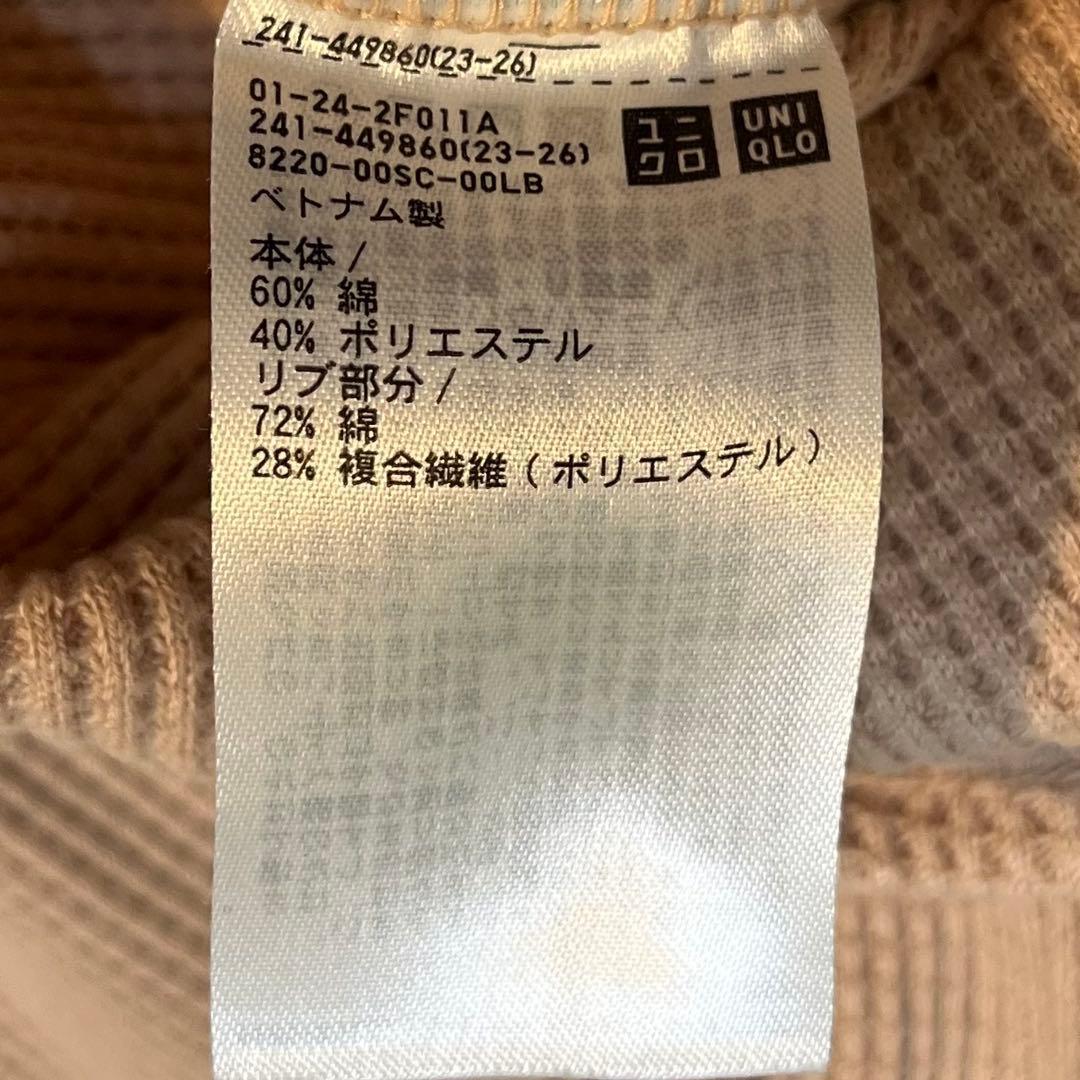 241-449860(23-26)
01-24-2F011A
241-449860(23-26)
8220-00SC-00LB
ユニ
クロ
UNI
QLO
ベトナム製
本体 /
60% 綿
40% ポリエステル
リブ部分 /
72% 綿
28% 複合繊維 ( ポリエステル )